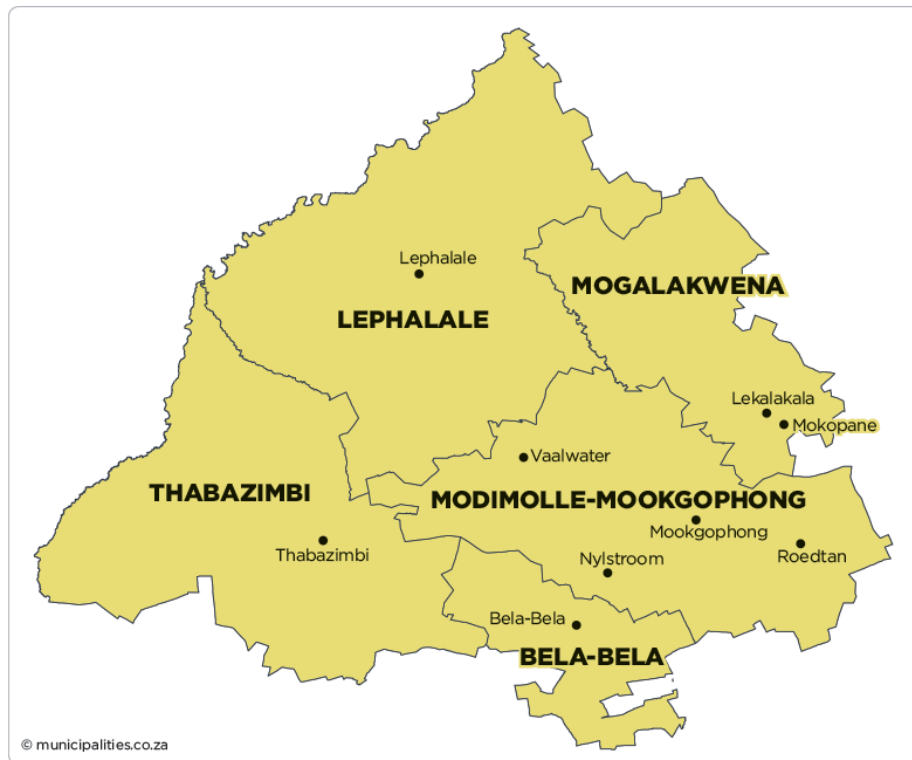 Lephalale
LEPHALALE
MOGALAKWENA
Lekalakala
Mokopane
Vaalwater
THABAZIMBI
MODIMOLLE-MOOKGOPHONG
Mookgophong
Thabazimbi
Nylstroom
Roedtan
Bela-Bela
BELA-BELA
© municipalities.co.za